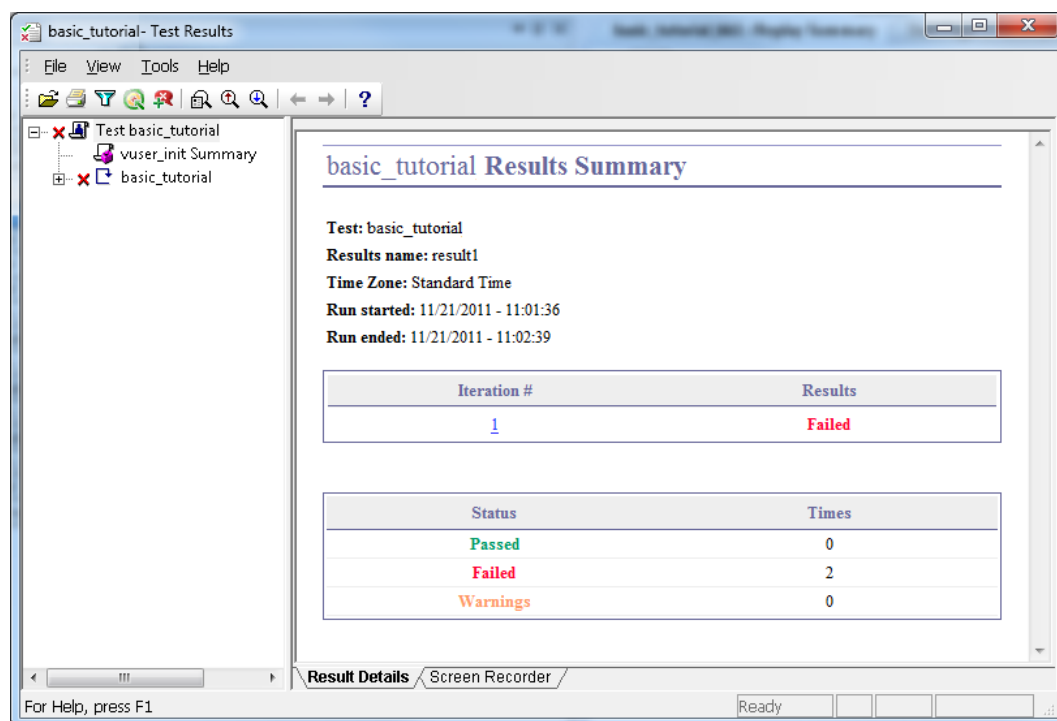 basic_tutorial- Test Results
File View Tools Help
Test basic_tutorial
vuser_init Summary
basic_tutorial
basic_tutorial Results Summary
Test: basic_tutorial
Results name: result1
Time Zone: Standard Time
Run started: 11/21/2011 - 11:01:36
Run ended: 11/21/2011 - 11:02:39
Iteration # Results
1 Failed
Status Times
Passed 0
Failed 2
Warnings 0
Result Details Screen Recorder
For Help, press F1 Ready